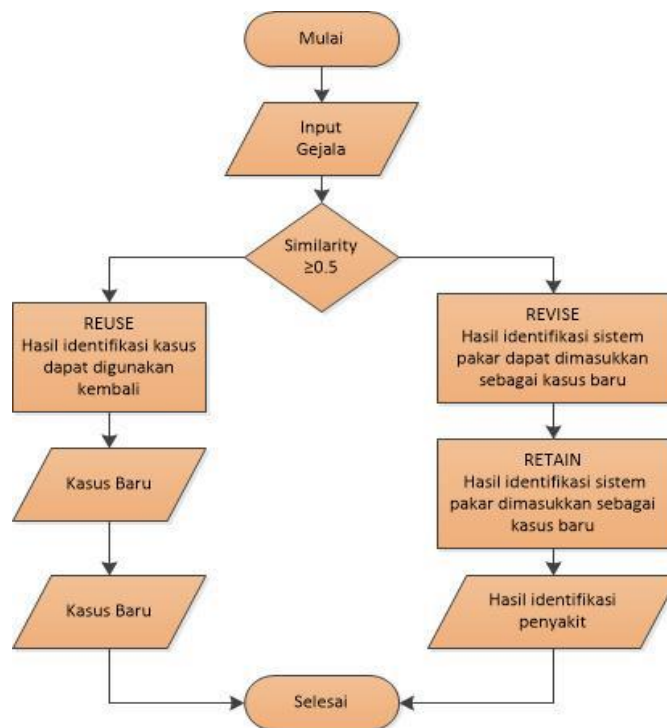 Mulai
Input
Gejala
Similarity
≥0.5
REUSE
Hasil identifikasi kasus
dapat digunakan
kembali
Kasus Baru
Kasus Baru
REVISE
Hasil identifikasi sistem
pakar dapat dimasukkan
sebagai kasus baru
RETAIN
Hasil identifikasi sistem
pakar dimasukkan sebagai
kasus baru
Hasil identifikasi
penyakit
Selesai